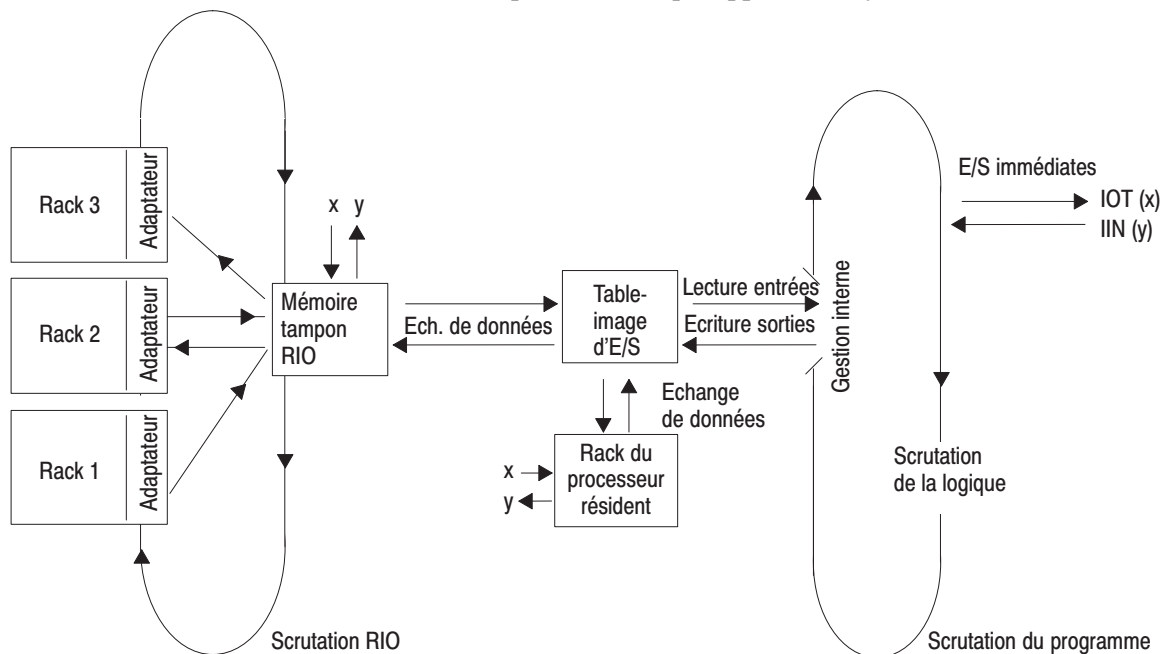 Rack 3
Adaptateur
Rack 2
Adaptateur
Rack 1
Adaptateur
x y
Mémoire
tampon
RIO
Ech. de données
Table-
image
d'E/S
Lecture entrées
Ecriture sorties
Echange
de données
Rack du
processeur
résident
x
y
Gestion interne
E/S immédiates
IOT (x)
IIN (y)
Scrutation
de la logique
Scrutation RIO
Scrutation du programme